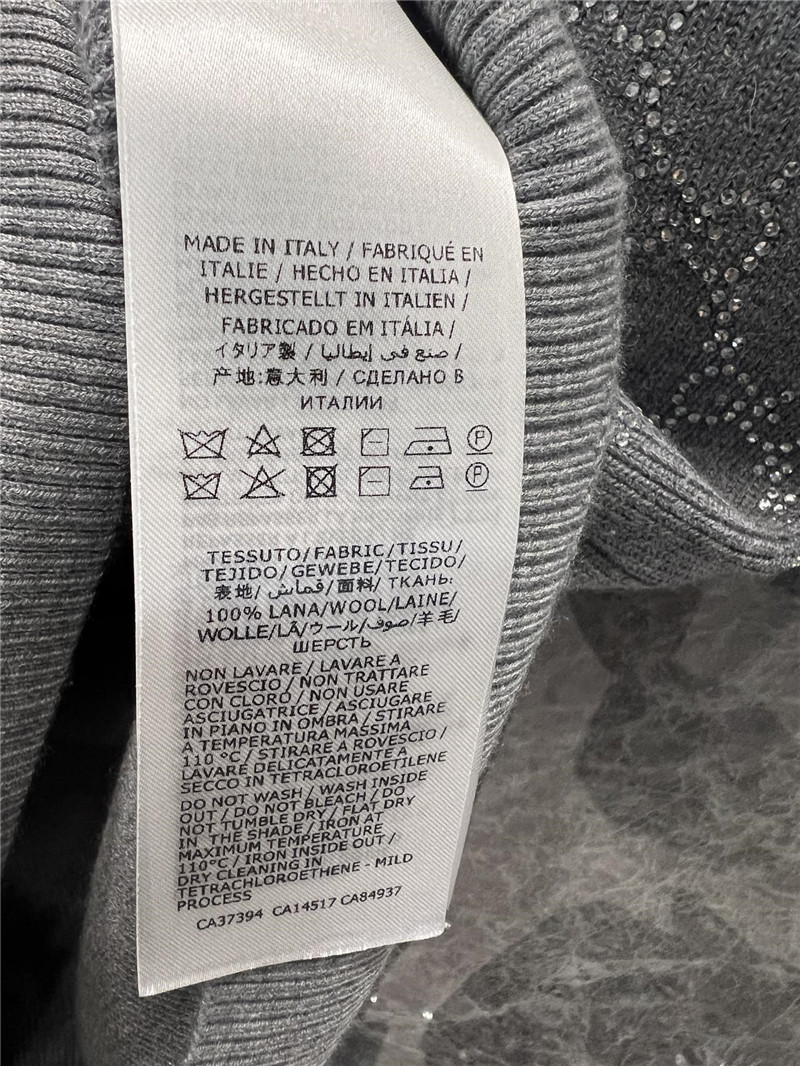 MADE IN ITALY / FABRIQUÉ EN
ITALIE / HECHO EN ITALIA /
HERGESTELLT IN ITALIEN /
FABRICADO EM ITÁLIA /
イタリア製 / صنع في إيطاليا /
产地:意大利 / СДЕЛАНО В
ИТАЛИИ
P
P
TESSUTO/FABRIC/TISSU/
TEJIDO/GEWEBE/TECIDO/
表地/قماش/面料/ ТКАНЬ:
100% LANA/WOOL/LAINE/
WOLLE/LÃ/ウール/صوف/羊毛/
ШЕРСТЬ
NON LAVARE / LAVARE A
ROVESCIO / NON TRATTARE
CON CLORO / NON USARE
ASCIUGATRICE / ASCIUGARE
IN PIANO IN OMBRA / STIRARE
A TEMPERATURA MASSIMA
110 °C / STIRARE A ROVESCIO /
LAVARE DELICATAMENTE A
SECCO IN TETRACLOROETILENE
DO NOT WASH / WASH INSIDE
OUT / DO NOT BLEACH / DO
NOT TUMBLE DRY / FLAT DRY
IN THE SHADE / IRON AT
MAXIMUM TEMPERATURE
110°C / IRON INSIDE OUT /
DRY CLEANING IN
TETRACHLOROETHENE - MILD
PROCESS
CA37394 CA14517 CA84937